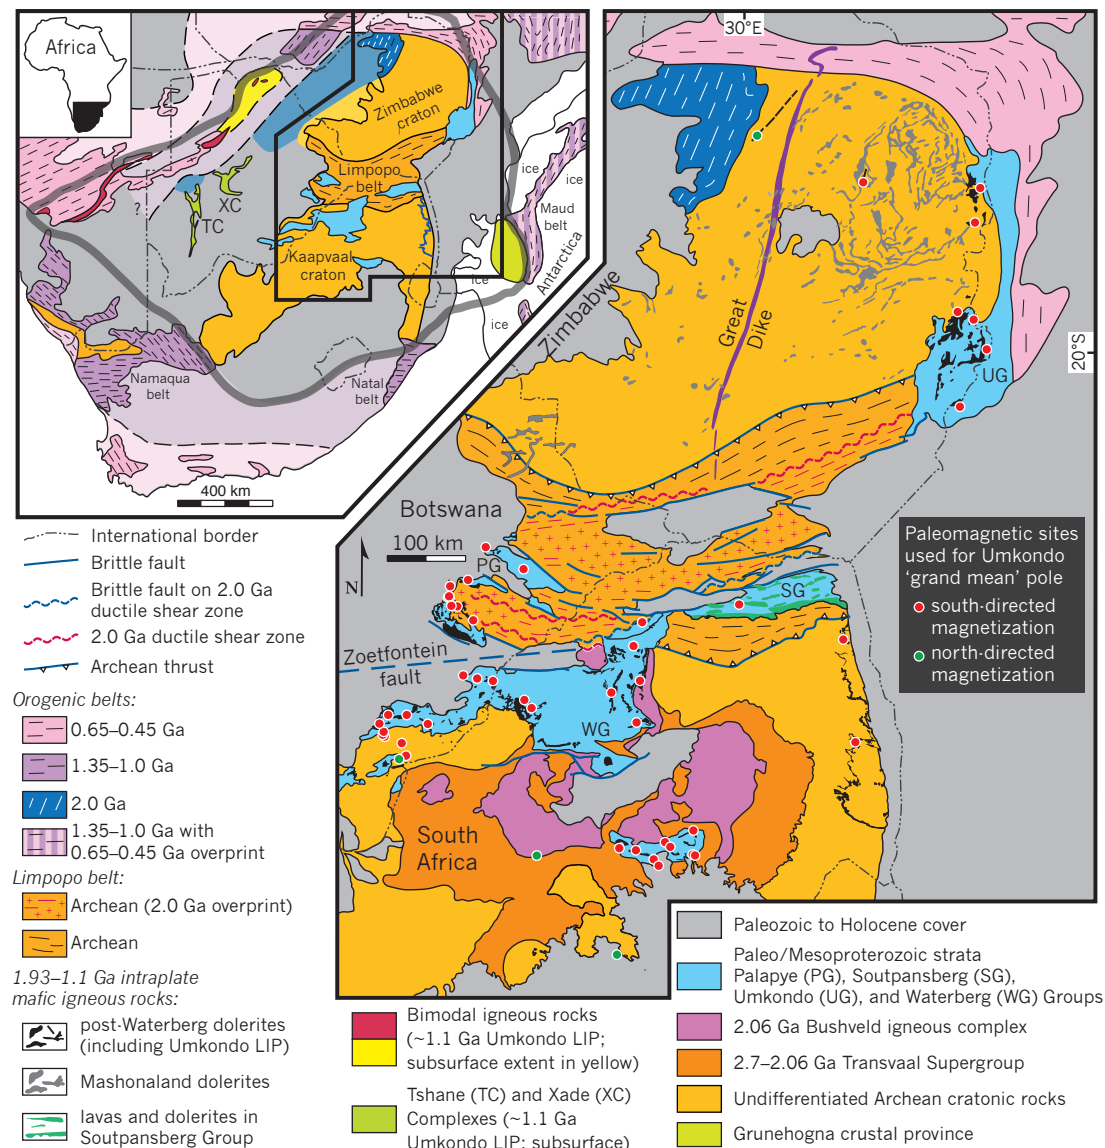 Africa
Zimbabwe
craton
Limpopo
belt
Kaapvaal
craton
XC
TC
?
ice
ice
Maud
belt
Antarctica
ice
ice
Namaqua
belt
Natal
belt
400 km
30°E
20°S
Zimbabwe
Great
Dike
UG
Botswana
100 km
N
PG
SG
Zoetfontein
fault
WG
South
Africa
Paleomagnetic sites
used for Umkondo
‘grand mean’ pole
south-directed
magnetization
north-directed
magnetization
International border
Brittle fault
Brittle fault on 2.0 Ga
ductile shear zone
2.0 Ga ductile shear zone
Archean thrust
Orogenic belts:
0.65–0.45 Ga
1.35–1.0 Ga
2.0 Ga
1.35–1.0 Ga with
0.65–0.45 Ga overprint
Limpopo belt:
Archean (2.0 Ga overprint)
Archean
1.93–1.1 Ga intraplate
mafic igneous rocks:
post-Waterberg dolerites
(including Umkondo LIP)
Mashonaland dolerites
lavas and dolerites in
Soutpansberg Group
Bimodal igneous rocks
(~1.1 Ga Umkondo LIP;
subsurface extent in yellow)
Tshane (TC) and Xade (XC)
Complexes (~1.1 Ga
Umkondo LIP; subsurface)
Paleozoic to Holocene cover
Paleo/Mesoproterozoic strata
Palapye (PG), Soutpansberg (SG),
Umkondo (UG), and Waterberg (WG) Groups
2.06 Ga Bushveld igneous complex
2.7–2.06 Ga Transvaal Supergroup
Undifferentiated Archean cratonic rocks
Grunehogna crustal province